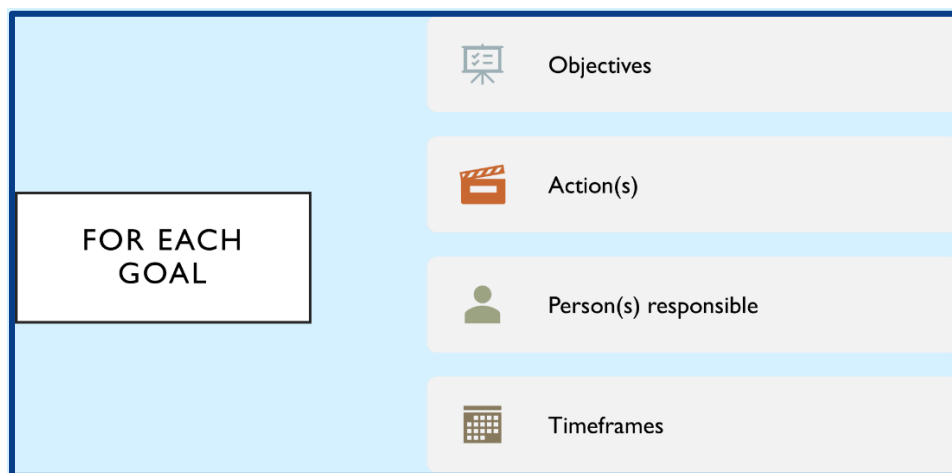 FOR EACH
GOAL
Objectives
Action(s)
Person(s) responsible
Timeframes